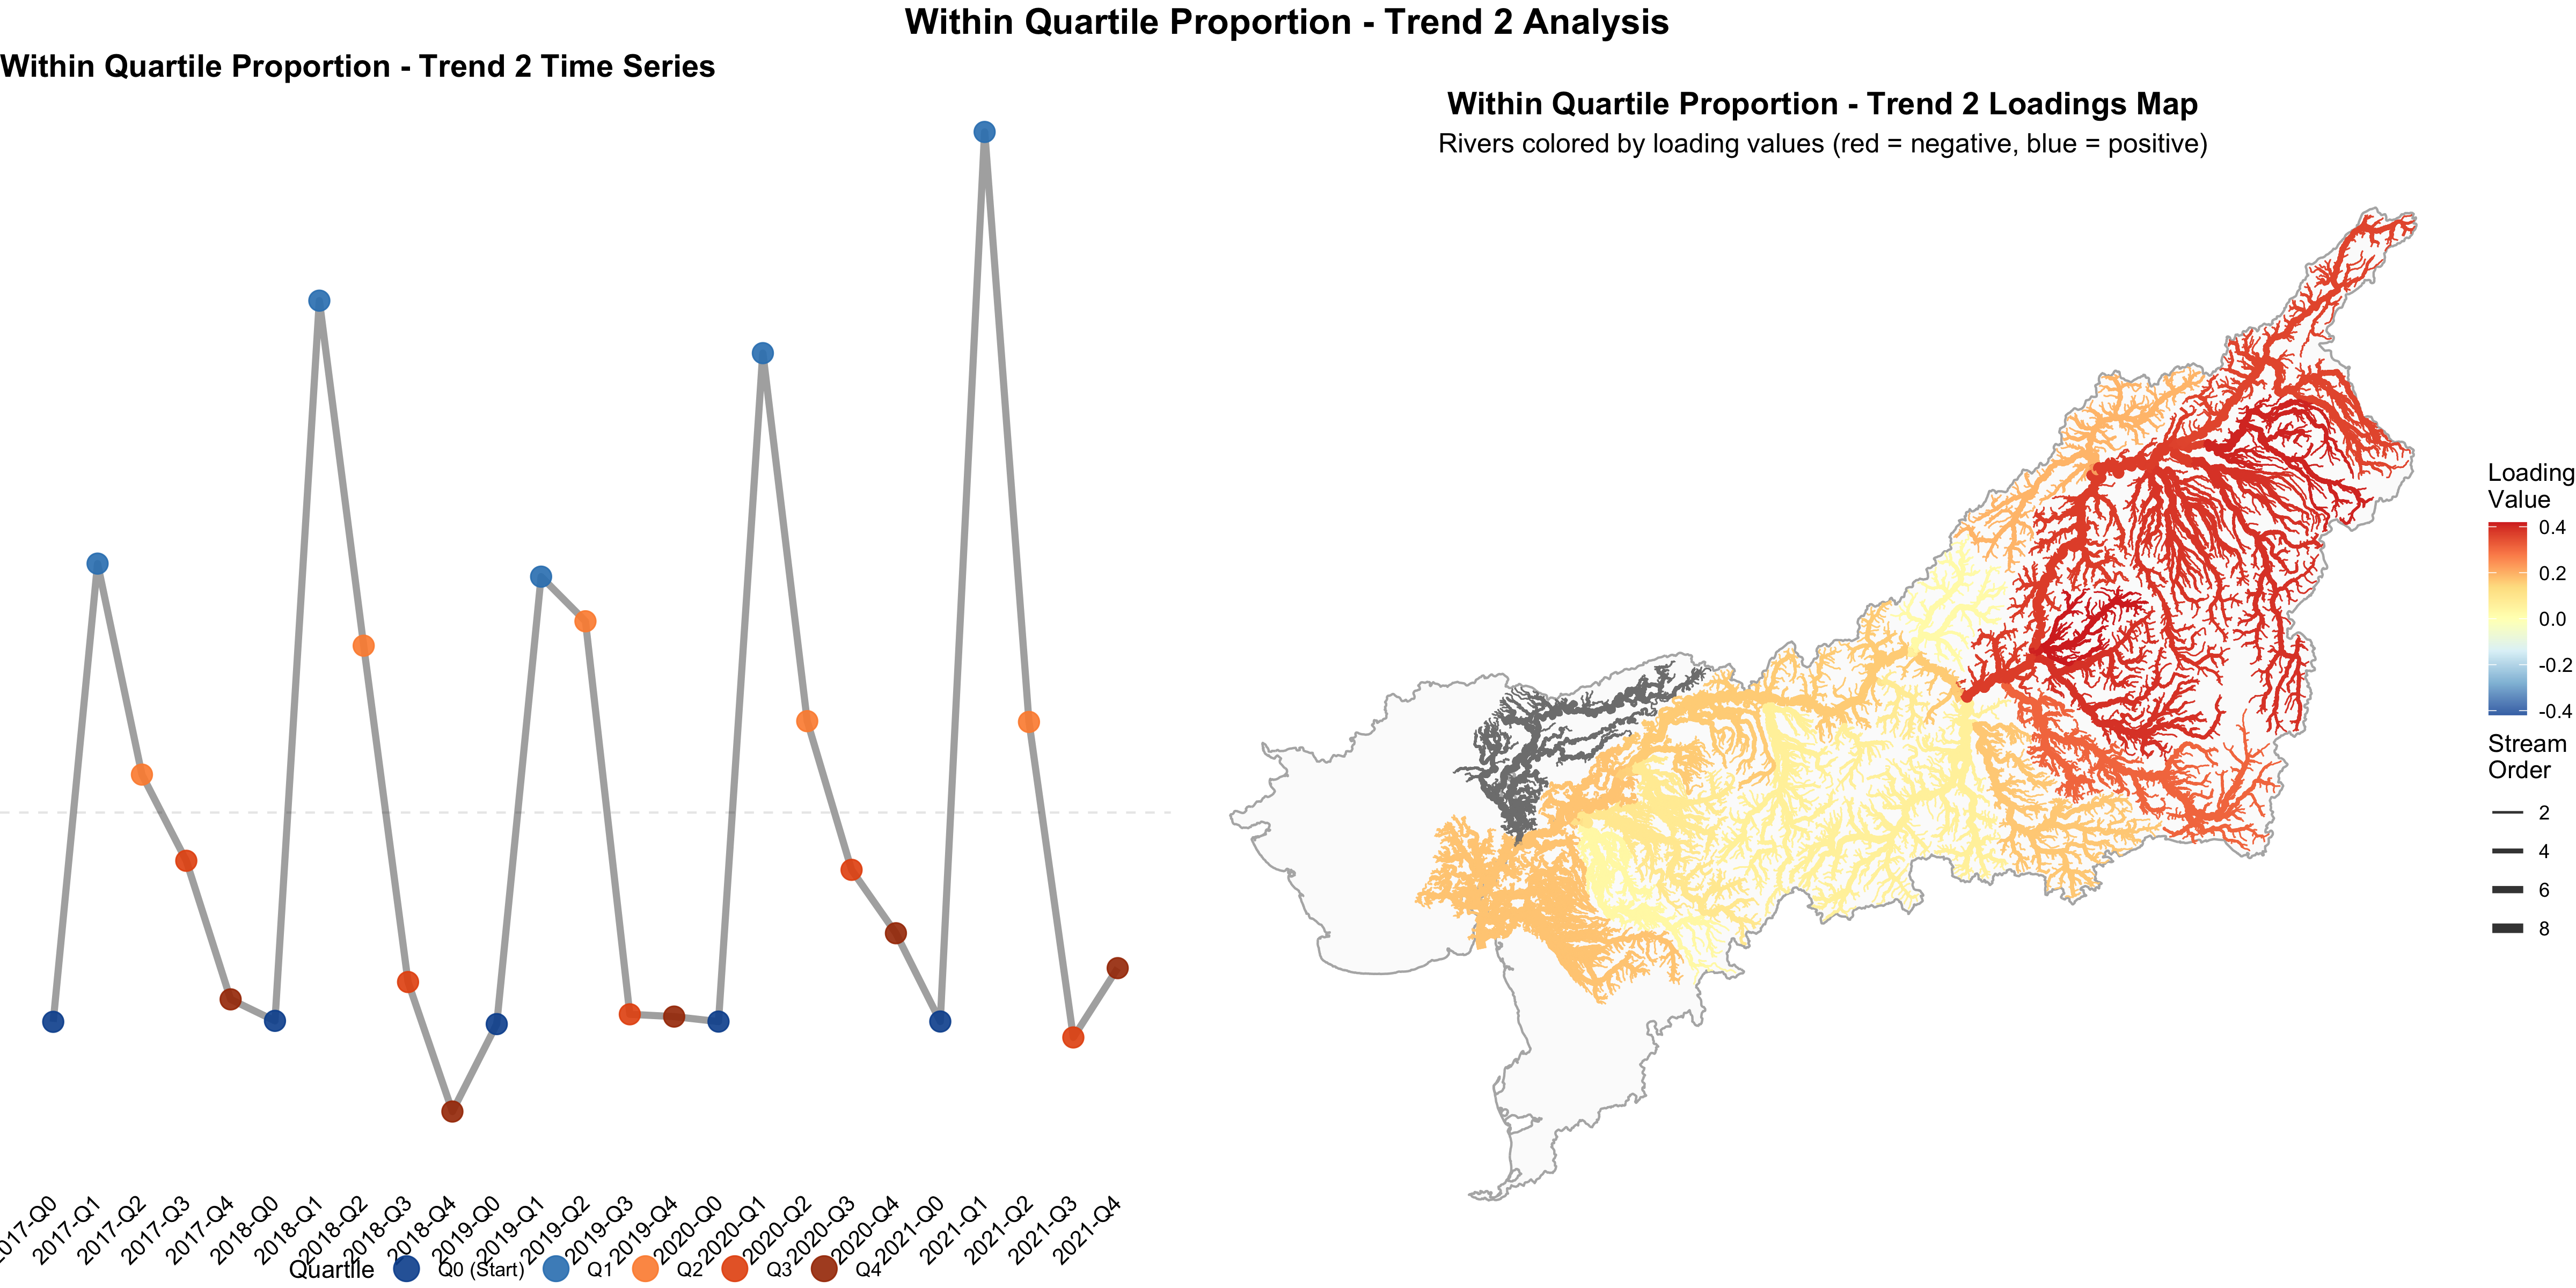 Within Quartile Proportion - Trend 2 Analysis
Within Quartile Proportion - Trend 2 Time Series
2017-Q0
2017-Q1
2017-Q2
2017-Q3
2017-Q4
2018-Q0
2018-Q1
2018-Q2
2018-Q3
2018-Q4
2019-Q0
2019-Q1
2019-Q2
2019-Q3
2019-Q4
2020-Q0
2020-Q1
2020-Q2
2020-Q3
2020-Q4
2021-Q0
2021-Q1
2021-Q2
2021-Q3
2021-Q4
Quartile Q0 (Start) Q1 Q2 Q3 Q4
Within Quartile Proportion - Trend 2 Loadings Map
Rivers colored by loading values (red = negative, blue = positive)
Loading
Value
0.4
0.2
0.0
-0.2
-0.4
Stream
Order
2
4
6
8